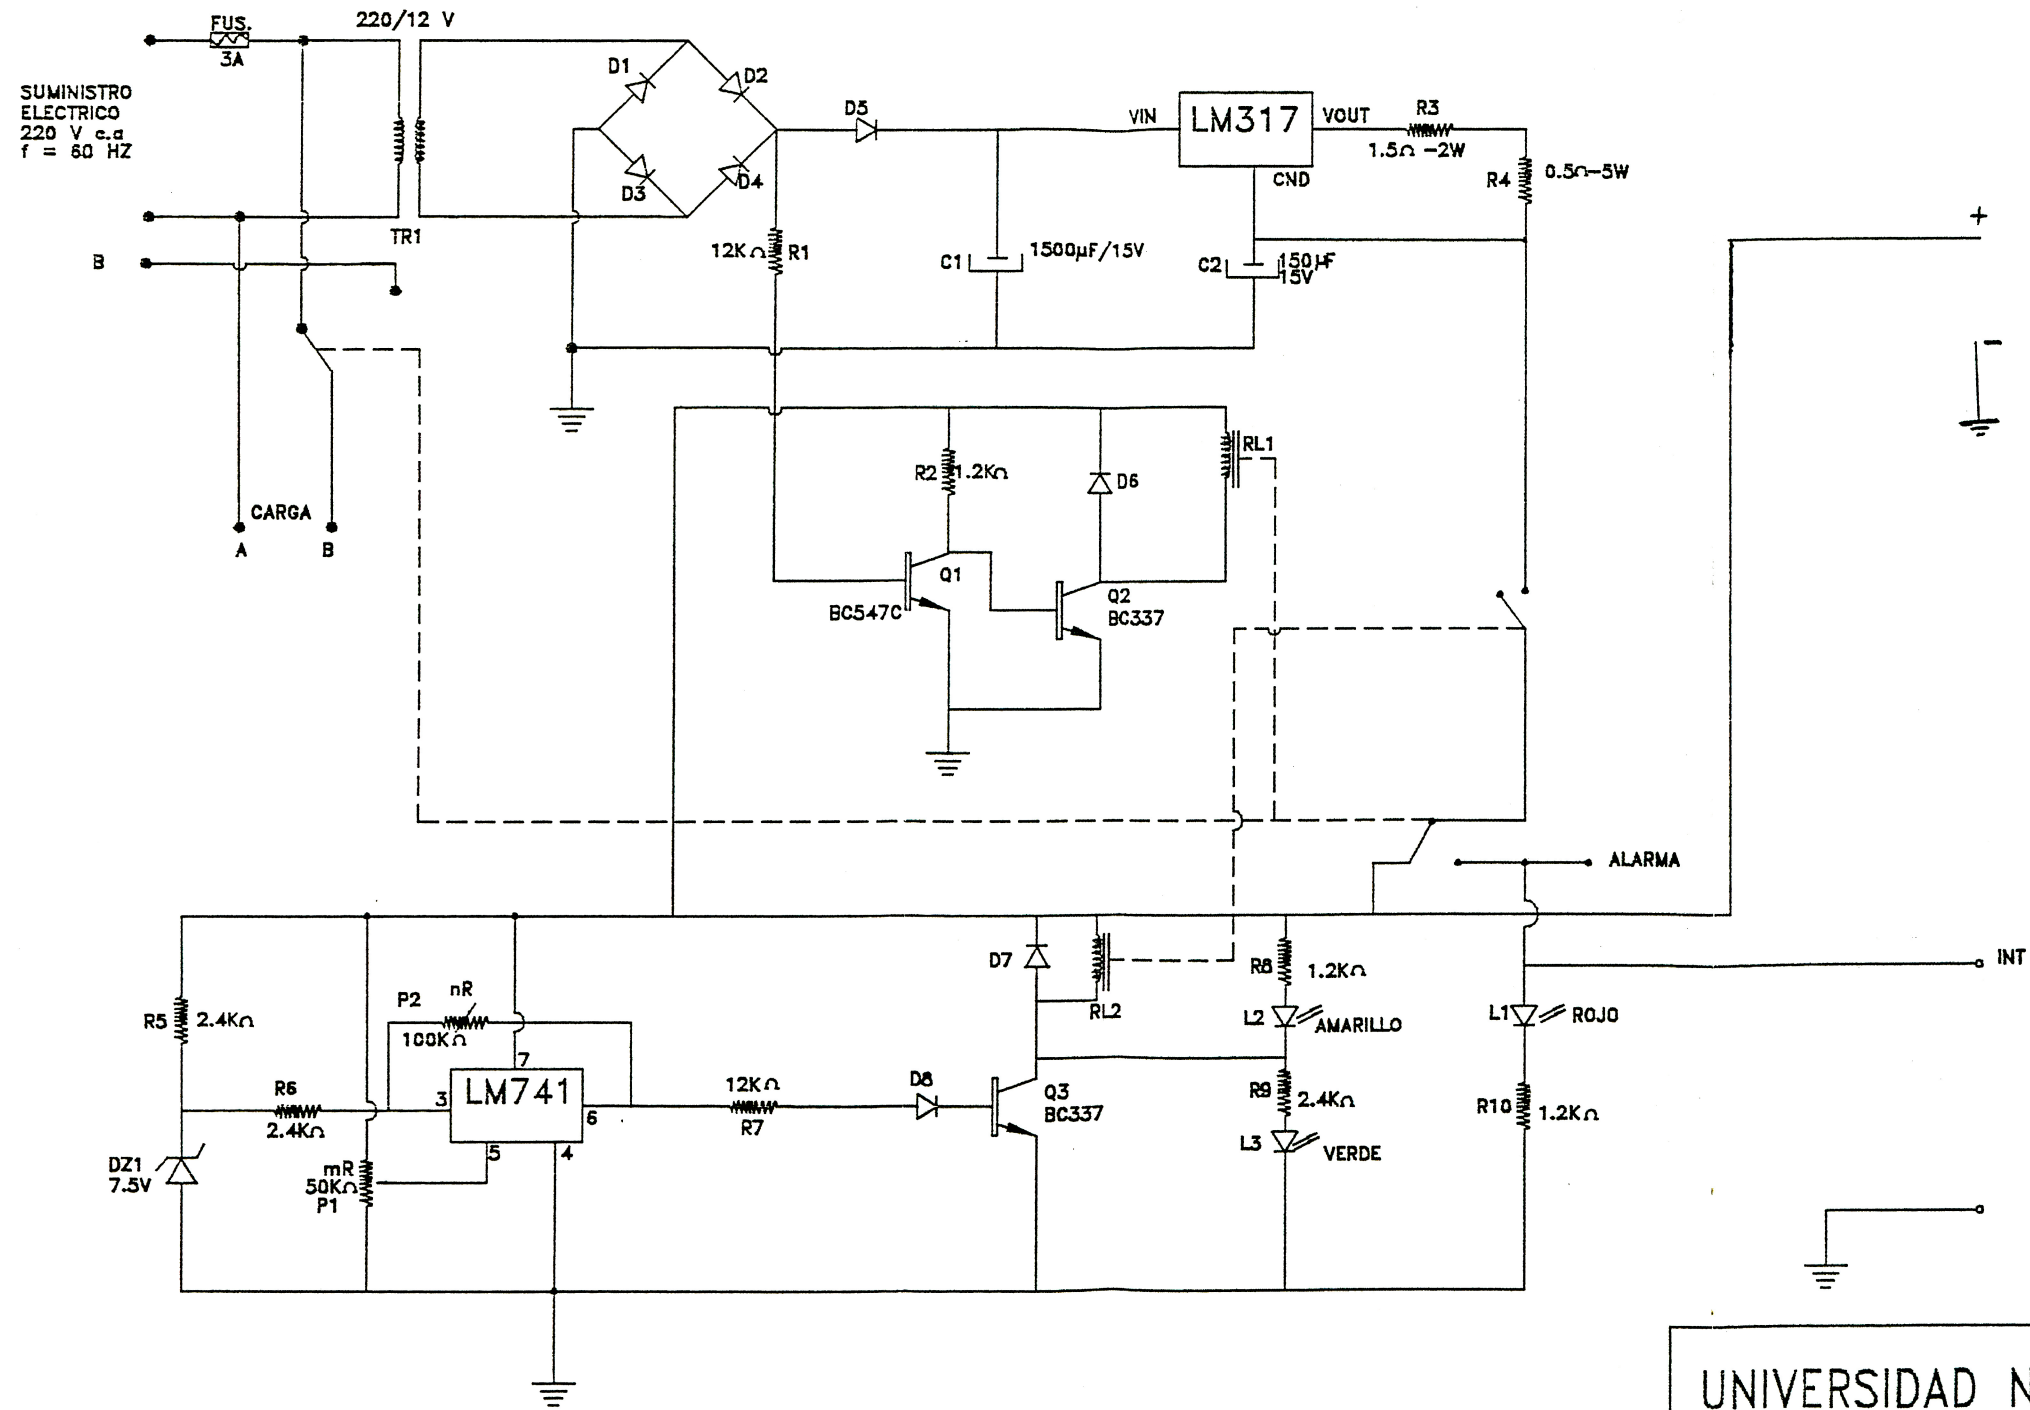 220/12 V
FUS.
3A
SUMINISTRO
ELECTRICO
220 V c.a
f = 60 HZ
D1
D2
D3
D4
D5
VIN
LM317
VOUT
CND
R3
1.5Ω -2W
R4
0.5Ω-5W
TR1
B
12KΩ
R1
C1
1500µF/15V
C2
150µF
15V
+
-
RL1
R2
1.2KΩ
D6
CARGA
A
B
Q1
BC547C
Q2
BC337
ALARMA
D7
RL2
R8
1.2KΩ
L2
AMARILLO
INT
L1
ROJO
R5
2.4KΩ
P2
nR
100KΩ
7
LM741
3
6
5
4
R6
2.4KΩ
12KΩ
R7
D8
Q3
BC337
R9
2.4KΩ
L3
VERDE
R10
1.2KΩ
DZ1
7.5V
mR
50KΩ
P1
UNIVERSIDAD N